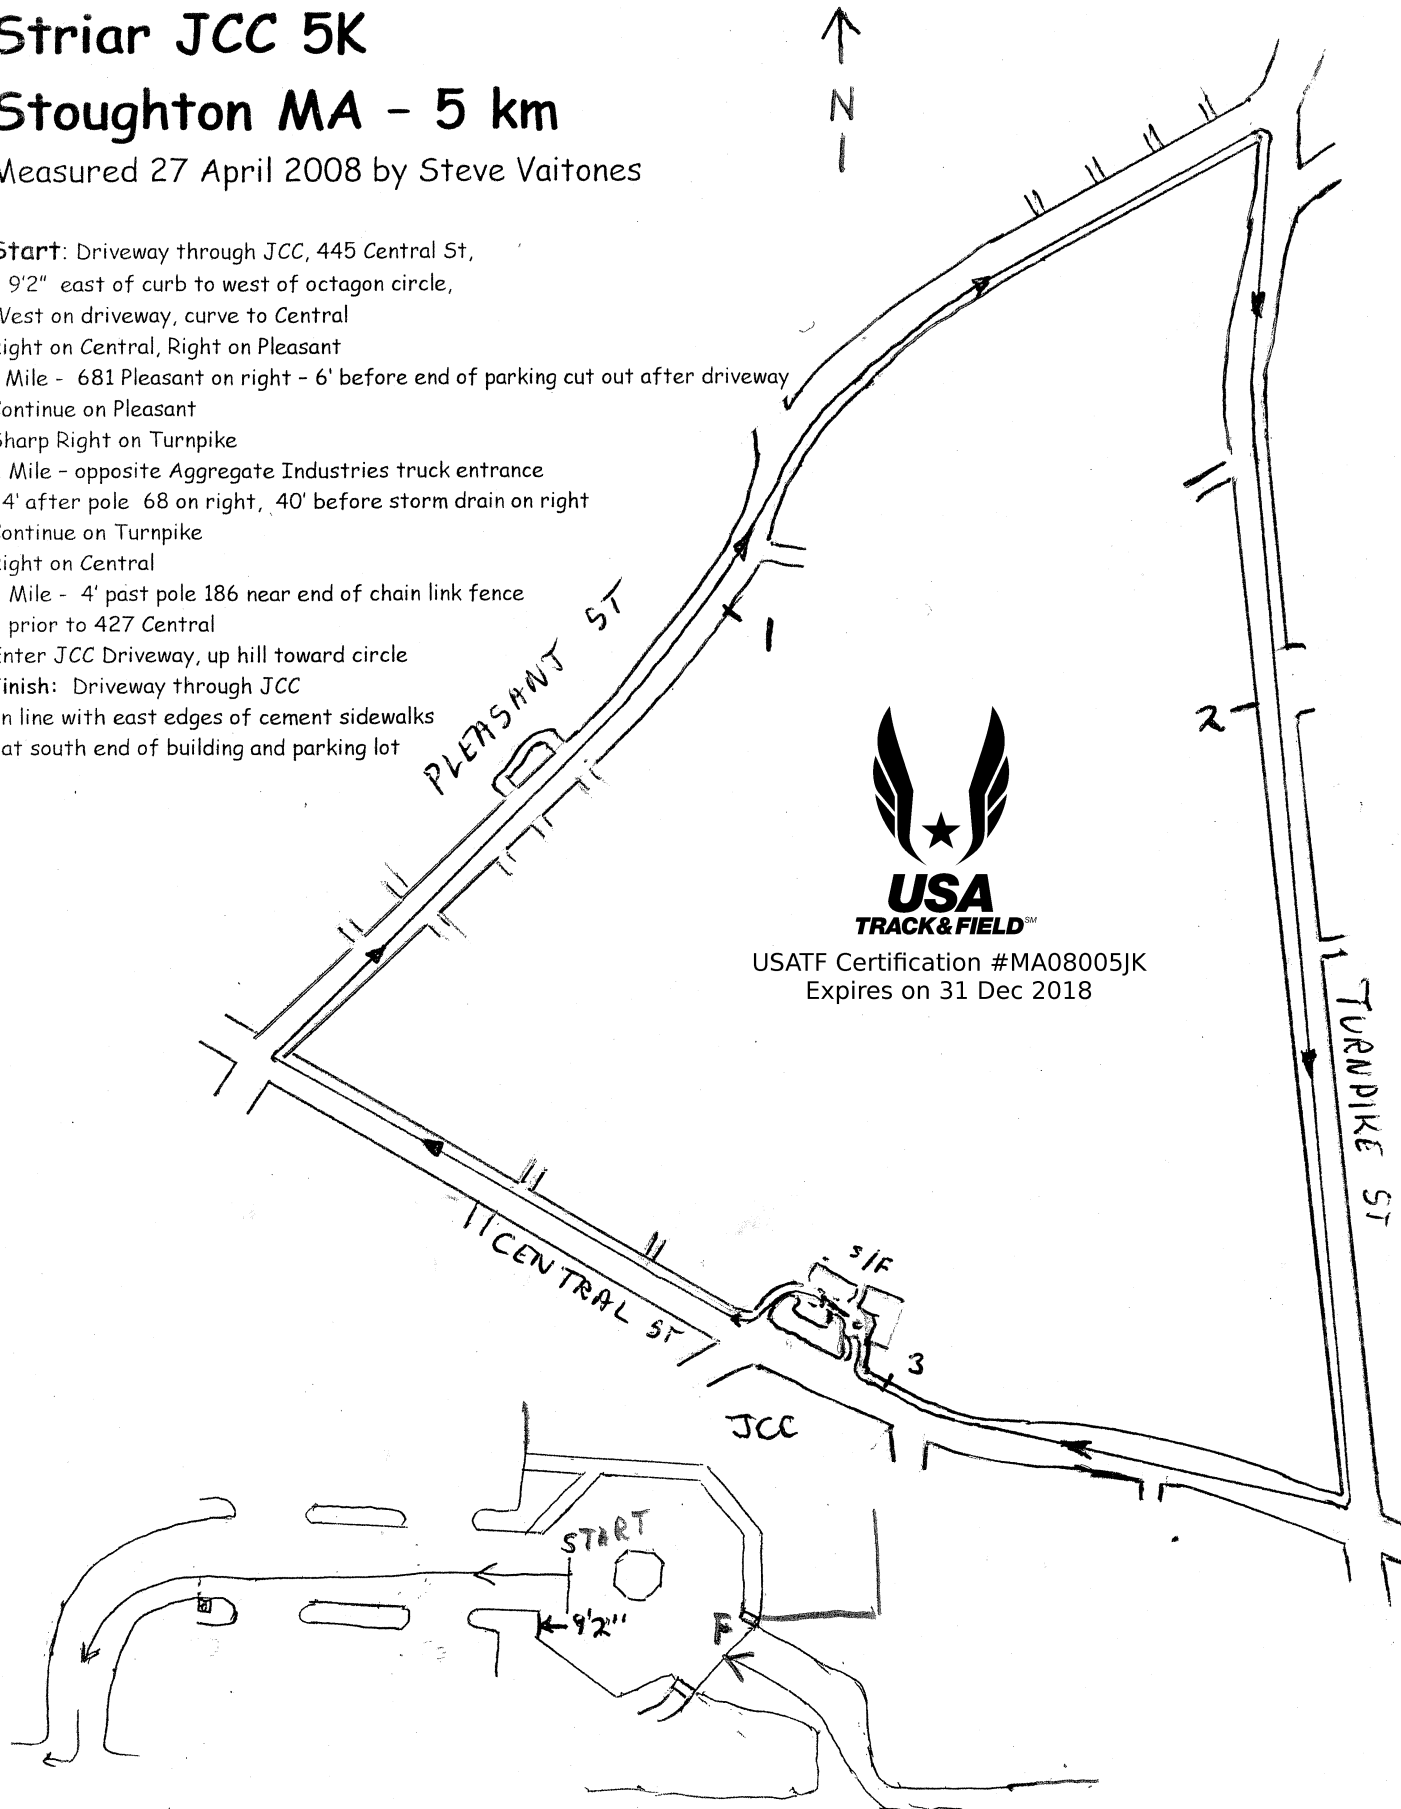 Striar JCC 5K
Stoughton MA - 5 km
Measured 27 April 2008 by Steve Vaitones
N
Start: Driveway through JCC, 445 Central St,
9'2" east of curb to west of octagon circle,
West on driveway, curve to Central
ight on Central, Right on Pleasant
Mile - 681 Pleasant on right - 6' before end of parking cut out after driveway
ontinue on Pleasant
Sharp Right on Turnpike
Mile - opposite Aggregate Industries truck entrance
4' after pole 68 on right, 40' before storm drain on right
ontinue on Turnpike
ight on Central
Mile - 4' past pole 186 near end of chain link fence
prior to 427 Central
Enter JCC Driveway, up hill toward circle
inish: Driveway through JCC
n line with east edges of cement sidewalks
at south end of building and parking lot
PLEASANT ST
1
2
USA
TRACK & FIELD SM
USATF Certification #MA08005JK
Expires on 31 Dec 2018
TURNPIKE ST
CENTRAL ST
S/F
3
JCC
START
9'2"
F